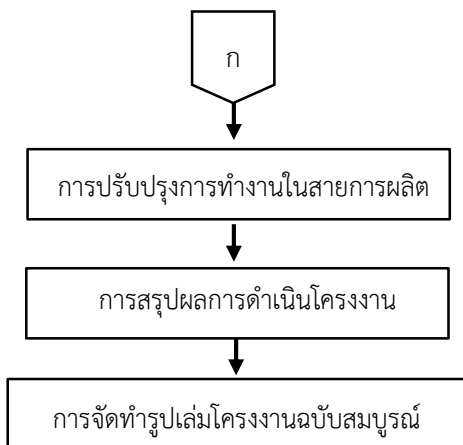 ก
การปรับปรุงการทำงานในสายการผลิต
การสรุปผลการดำเนินโครงงาน
การจัดทำรูปเล่มโครงงานฉบับสมบูรณ์